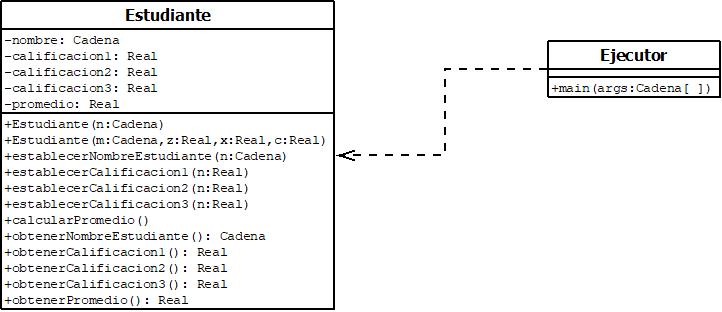 Estudiante
-nombre: Cadena
-calificacion1: Real
-calificacion2: Real
-calificacion3: Real
-promedio: Real
+Estudiante(n:Cadena)
+Estudiante(m:Cadena,z:Real,x:Real,c:Real)
+establecerNombreEstudiante(n:Cadena)
+establecerCalificacion1(n:Real)
+establecerCalificacion2(n:Real)
+establecerCalificacion3(n:Real)
+calcularPromedio()
+obtenerNombreEstudiante(): Cadena
+obtenerCalificacion1(): Real
+obtenerCalificacion2(): Real
+obtenerCalificacion3(): Real
+obtenerPromedio(): Real
Ejecutor
+main(args:Cadena[ ])